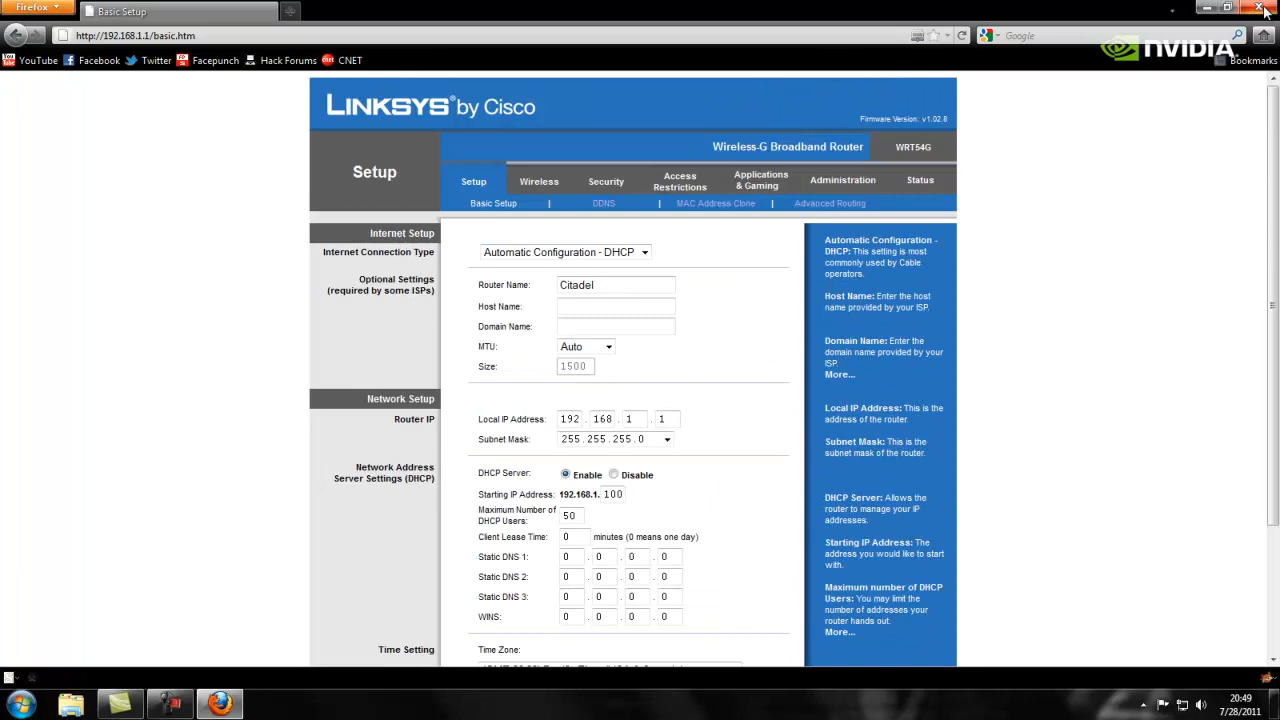 Firefox
Basic Setup
http://192.168.1.1/basic.htm
Google
YouTube Facebook Twitter Facepunch Hack Forums CNET
Bookmarks
NVIDIA
LINKSYS® by Cisco
Firmware Version: v1.02.8
Wireless-G Broadband Router WRT54G
Setup
Setup Wireless Security Access Restrictions Applications & Gaming Administration Status
Basic Setup | DDNS | MAC Address Clone | Advanced Routing
Internet Setup
Internet Connection Type
Automatic Configuration - DHCP
Optional Settings
(required by some ISPs)
Router Name: Citadel
Host Name:
Domain Name:
MTU: Auto
Size: 1500
Network Setup
Router IP
Local IP Address: 192 . 168 . 1 . 1
Subnet Mask: 255.255.255.0
Network Address
Server Settings (DHCP)
DHCP Server: Enable Disable
Starting IP Address: 192.168.1. 100
Maximum Number of
DHCP Users: 50
Client Lease Time: 0 minutes (0 means one day)
Static DNS 1: 0 . 0 . 0 . 0
Static DNS 2: 0 . 0 . 0 . 0
Static DNS 3: 0 . 0 . 0 . 0
WINS: 0 . 0 . 0 . 0
Time Setting
Time Zone:
Automatic Configuration -
DHCP: This setting is most
commonly used by Cable
operators.
Host Name: Enter the host
name provided by your ISP.
Domain Name: Enter the
domain name provided by your
ISP.
More...
Local IP Address: This is the
address of the router.
Subnet Mask: This is the
subnet mask of the router.
DHCP Server: Allows the
router to manage your IP
addresses.
Starting IP Address: The
address you would like to start
with.
Maximum number of DHCP
Users: You may limit the
number of addresses your
router hands out.
More...
20:49
7/28/2011